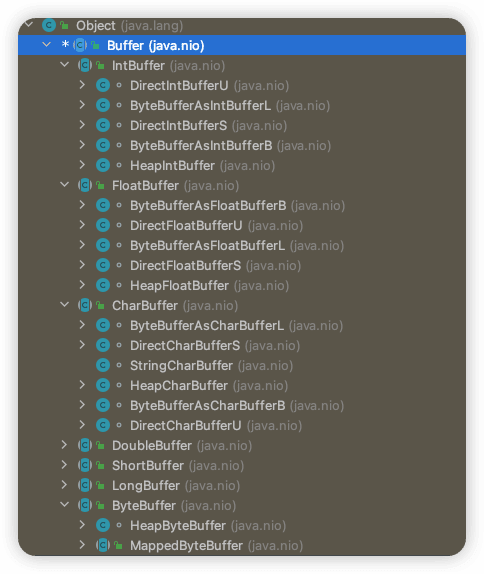 Object (java.lang)
* Buffer (java.nio)
IntBuffer (java.nio)
DirectIntBufferU (java.nio)
ByteBufferAsIntBufferL (java.nio)
DirectIntBufferS (java.nio)
ByteBufferAsIntBufferB (java.nio)
HeapIntBuffer (java.nio)
FloatBuffer (java.nio)
ByteBufferAsFloatBufferB (java.nio)
DirectFloatBufferU (java.nio)
ByteBufferAsFloatBufferL (java.nio)
DirectFloatBufferS (java.nio)
HeapFloatBuffer (java.nio)
CharBuffer (java.nio)
ByteBufferAsCharBufferL (java.nio)
DirectCharBufferS (java.nio)
StringCharBuffer (java.nio)
HeapCharBuffer (java.nio)
ByteBufferAsCharBufferB (java.nio)
DirectCharBufferU (java.nio)
DoubleBuffer (java.nio)
ShortBuffer (java.nio)
LongBuffer (java.nio)
ByteBuffer (java.nio)
HeapByteBuffer (java.nio)
MappedByteBuffer (java.nio)